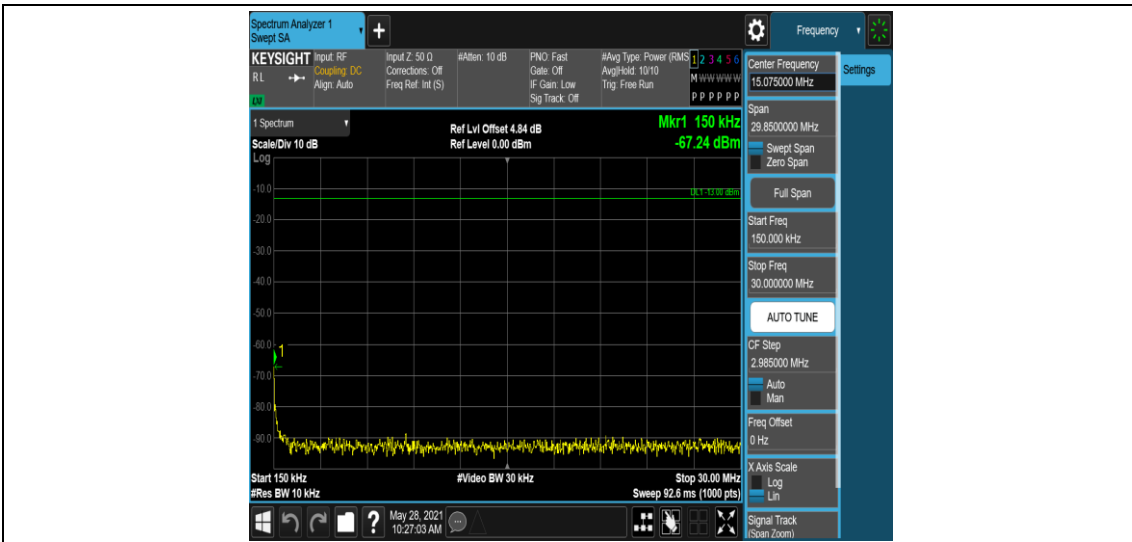 Spectrum Analyzer 1
Swept SA
+
Frequency
KEYSIGHT
RL
LXI
Input: RF
Coupling: DC
Align: Auto
Input Z: 50 Ω
Corrections: Off
Freq Ref: Int (S)
#Atten: 10 dB
PNO: Fast
Gate: Off
IF Gain: Low
Sig Track: Off
#Avg Type: Power (RMS
Avg|Hold: 10/10
Trig: Free Run
1 2 3 4 5 6
M W W W W W
P P P P P P
1 Spectrum
Scale/Div 10 dB
Log
Ref Lvl Offset 4.84 dB
Ref Level 0.00 dBm
Mkr1 150 kHz
-67.24 dBm
DL1 -13.00 dBm
-10.0
-20.0
-30.0
-40.0
-50.0
-60.0
1
-70.0
-80.0
-90.0
Start 150 kHz
#Video BW 30 kHz
Stop 30.00 MHz
#Res BW 10 kHz
Sweep 92.6 ms (1000 pts)
?
May 28, 2021
10:27:03 AM
Center Frequency
15.075000 MHz
Settings
Span
29.8500000 MHz
Swept Span
Zero Span
Full Span
Start Freq
150.000 kHz
Stop Freq
30.000000 MHz
AUTO TUNE
CF Step
2.985000 MHz
Auto
Man
Freq Offset
0 Hz
X Axis Scale
Log
Lin
Signal Track
(Span Zoom)